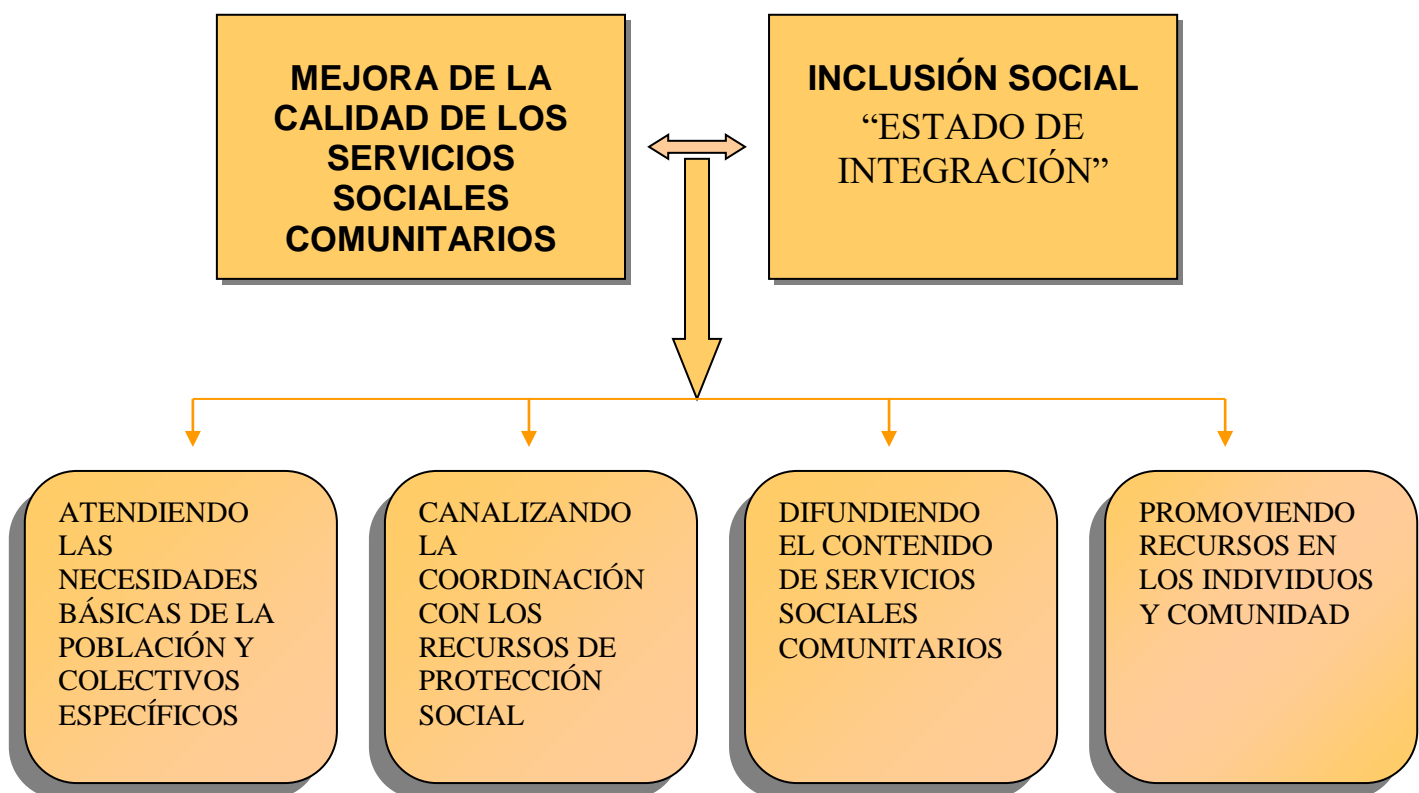 MEJORA DE LA
CALIDAD DE LOS
SERVICIOS
SOCIALES
COMUNITARIOS
INCLUSIÓN SOCIAL
“ESTADO DE
INTEGRACIÓN”
ATENDIENDO
LAS
NECESIDADES
BÁSICAS DE LA
POBLACIÓN Y
COLECTIVOS
ESPECÍFICOS
CANALIZANDO
LA
COORDINACIÓN
CON LOS
RECURSOS DE
PROTECCIÓN
SOCIAL
DIFUNDIENDO
EL CONTENIDO
DE SERVICIOS
SOCIALES
COMUNITARIOS
PROMOVIENDO
RECURSOS EN
LOS INDIVIDUOS
Y COMUNIDAD